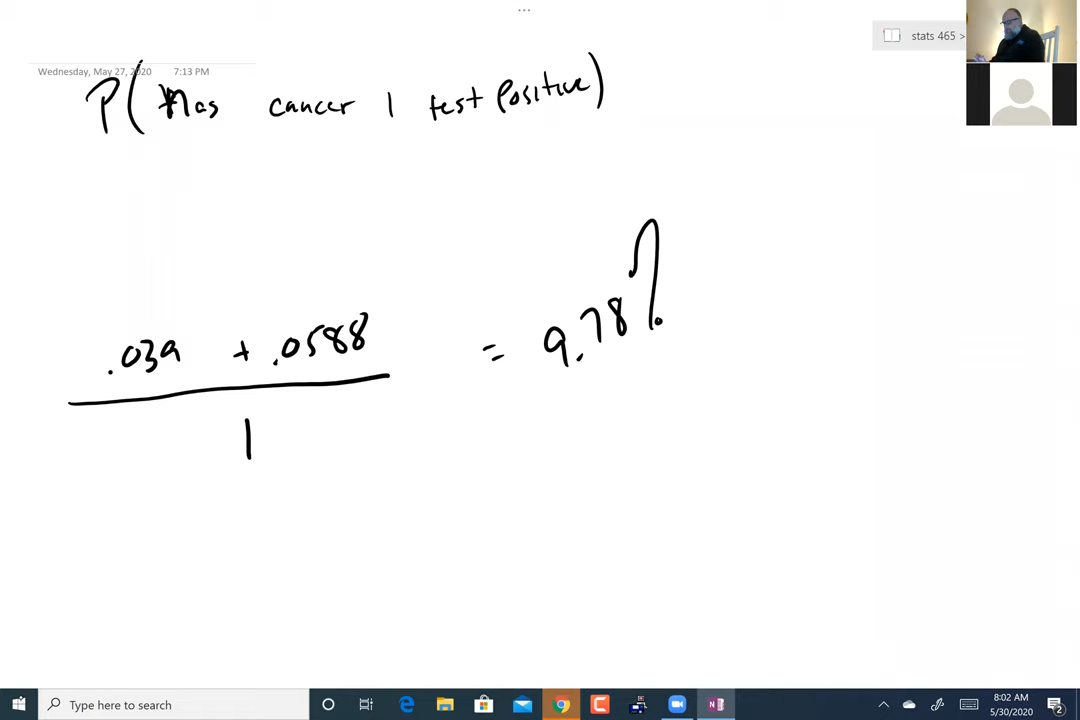 stats 465 >
Wednesday, May 27, 2020 7:13 PM
P( has cancer | test positive)
.039 + .0588 = 9.78?
1
Type here to search
8:02 AM
5/30/2020
2